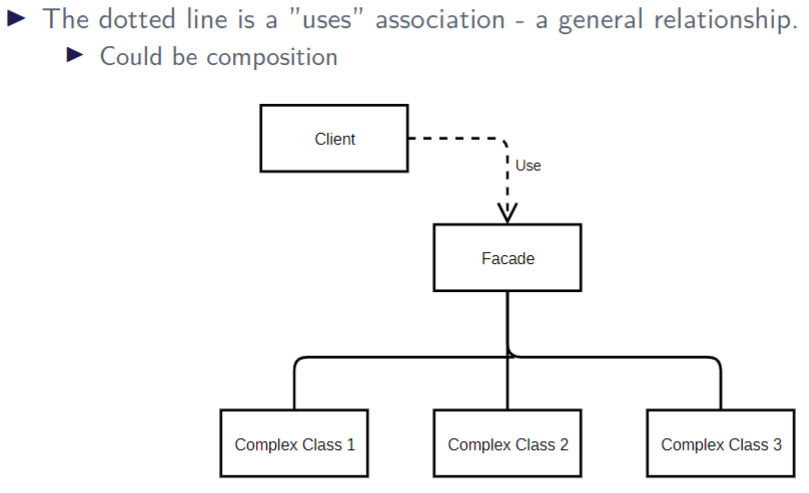 The dotted line is a ”uses” association - a general relationship.
Could be composition
Client
Use
Facade
Complex Class 1
Complex Class 2
Complex Class 3